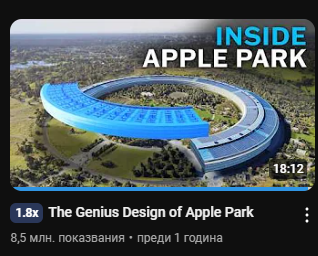 INSIDE
APPLE PARK
18:12
1.8x The Genius Design of Apple Park
8,5 млн. показвания • преди 1 година